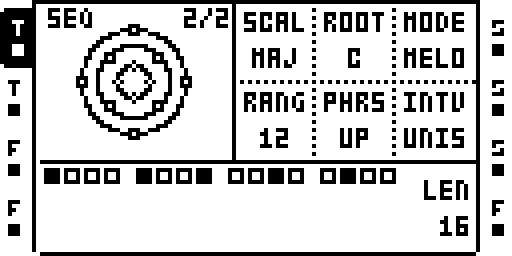 SEQ 2/2
SCAL ROOT MODE
MAJ C MELO
RANG PHRS INTV
12 UP UNIS
LEN
16
T
T
F
F
S
S
S
F